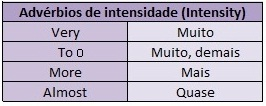 Advérbios de intensidade (Intensity)
Very Muito
To o Muito, demais
More Mais
Almost Quase